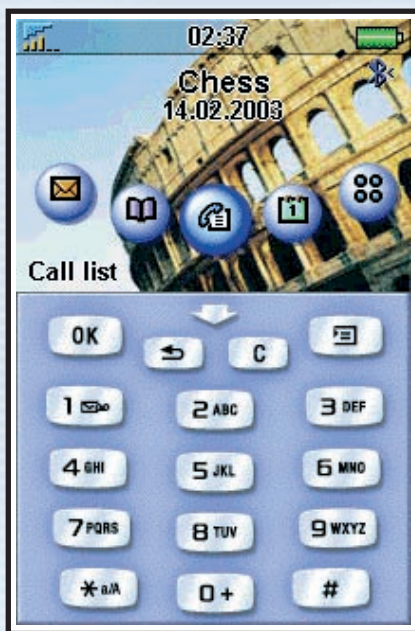 02:37
Chess
14.02.2003
1
Call list
OK
C
1
2 ABC
3 DEF
4 GHI
5 JKL
6 MNO
7 PQRS
8 TUV
9 WXYZ
* a/A
0 +
#